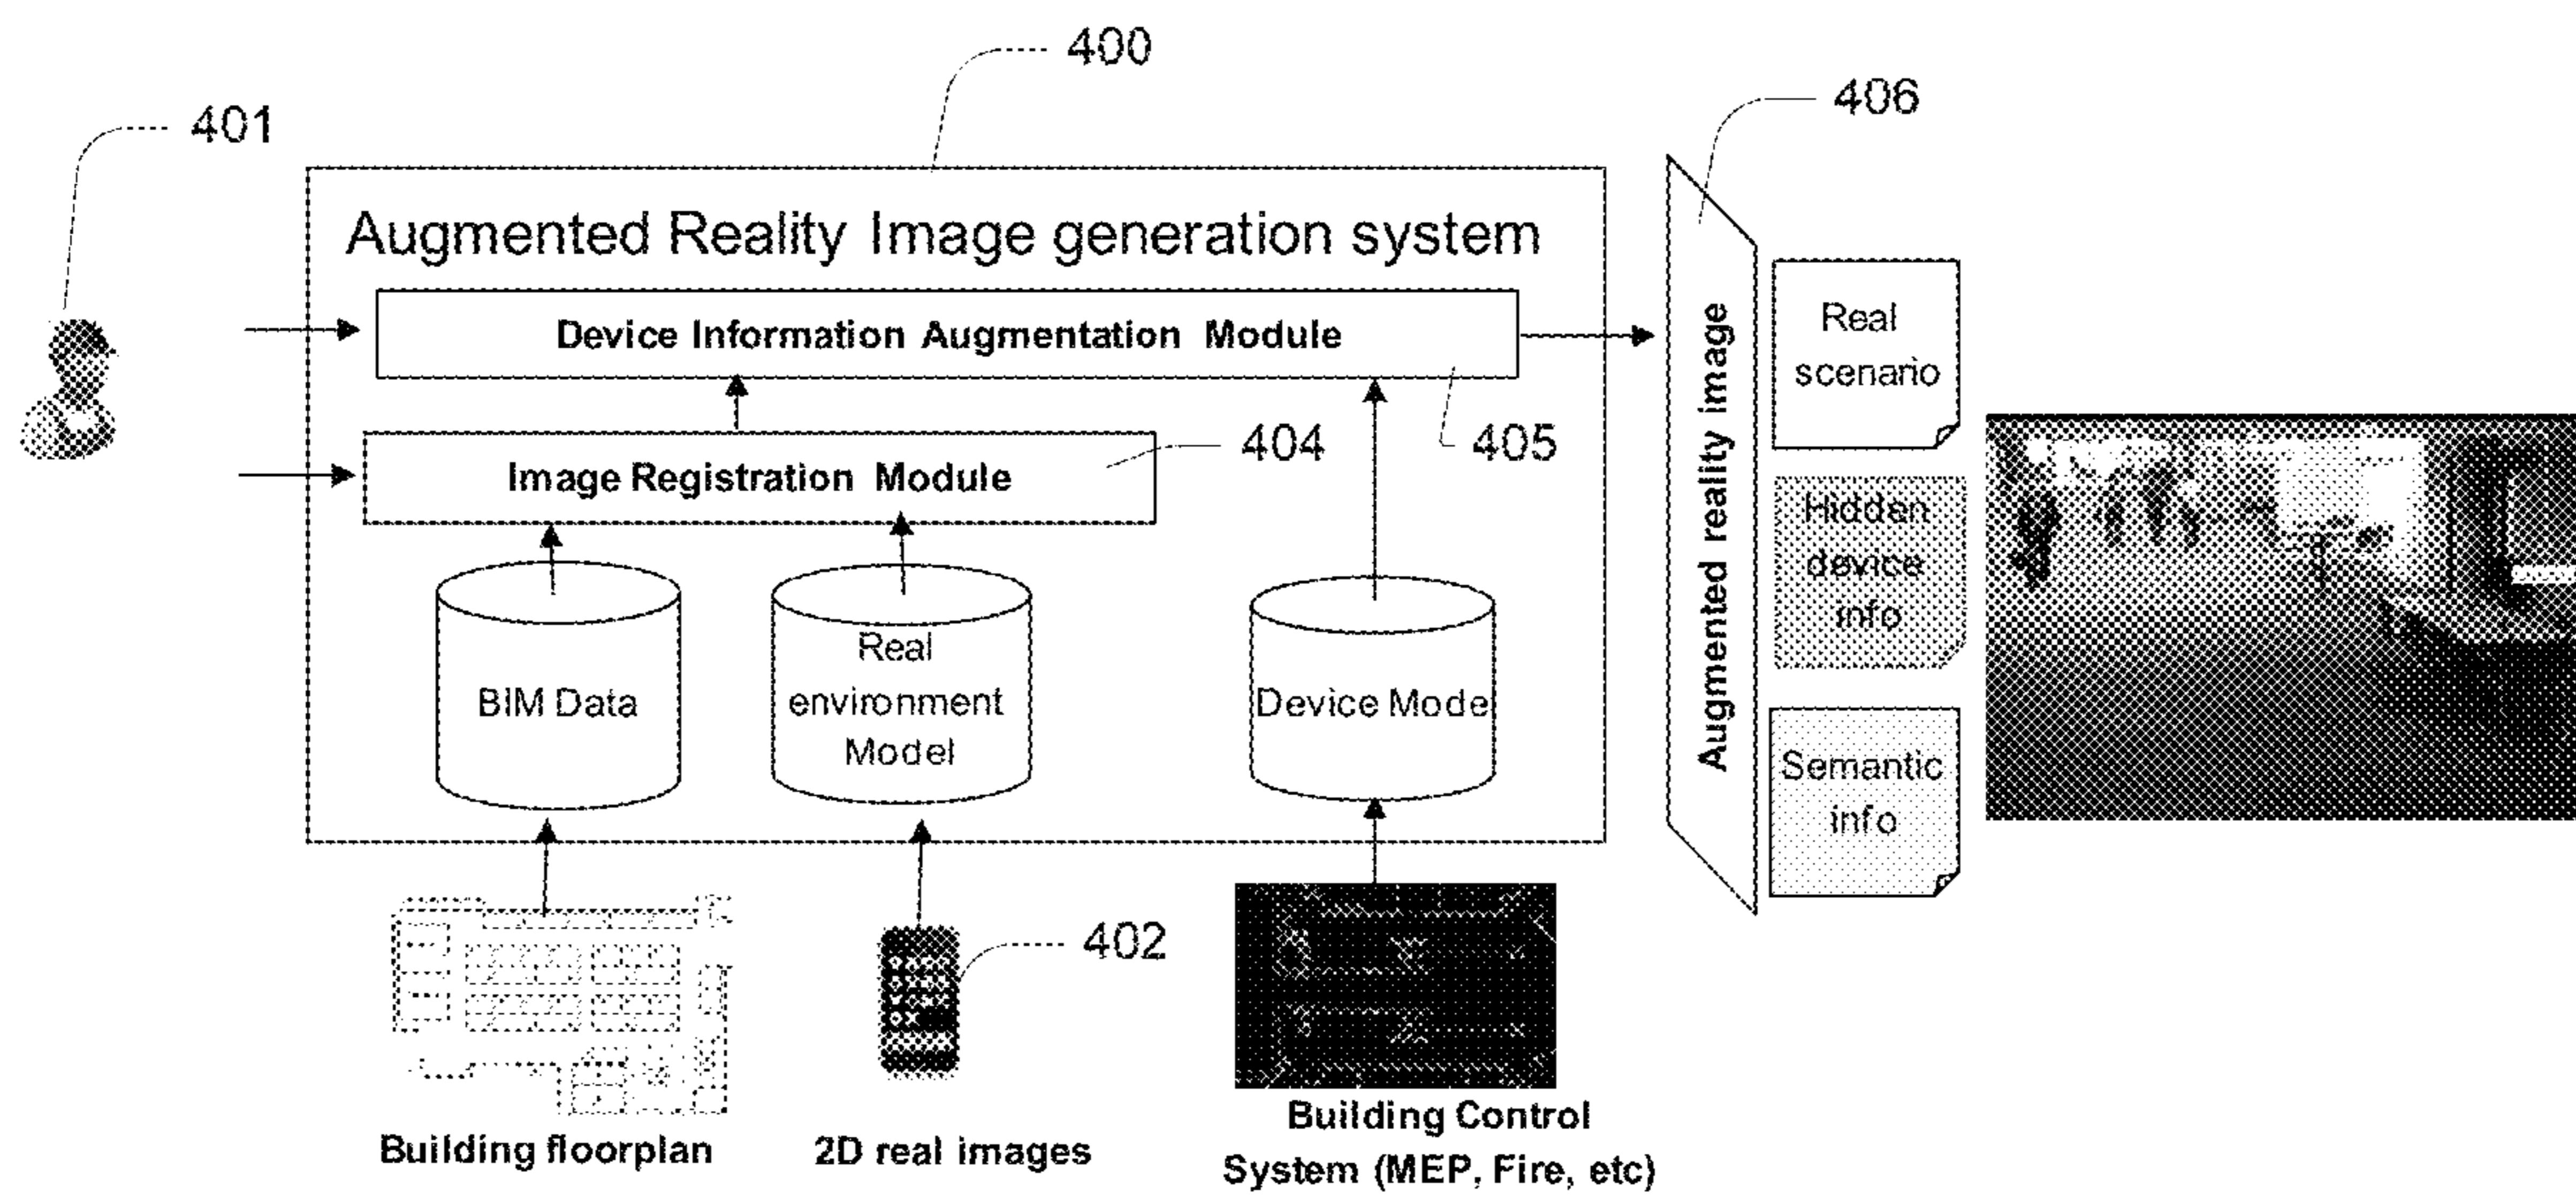 400
406
401
Augmented Reality Image generation system
Device Information Augmentation Module
404
405
Image Registration Module
BIM Data
Real
environment
Model
Device Model
Augmented reality image
Real
scenario
Hidden
device
info
Semantic
info
402
Building floorplan
2D real images
Building Control
System (MEP, Fire, etc)